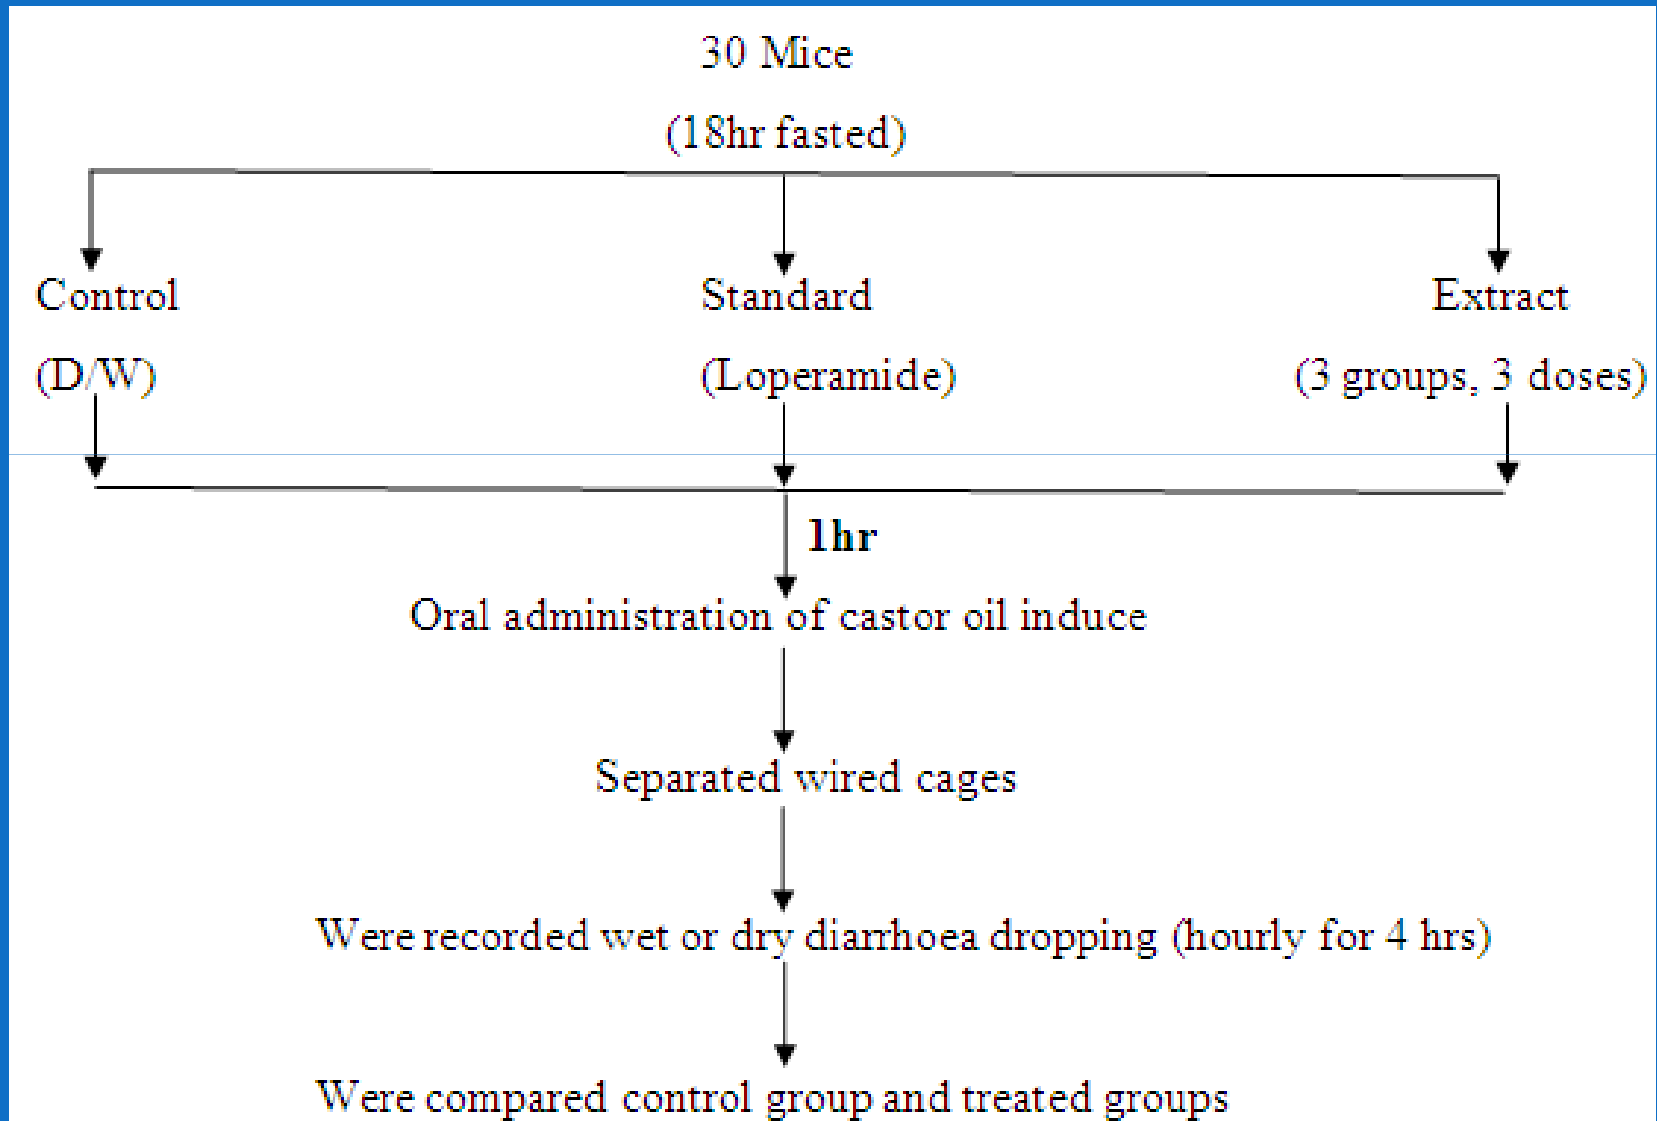 30 Mice
(18hr fasted)
Control
(D/W)
Standard
(Loperamide)
Extract
(3 groups, 3 doses)
1hr
Oral administration of castor oil induce
Separated wired cages
Were recorded wet or dry diarrhoea dropping (hourly for 4 hrs)
Were compared control group and treated groups